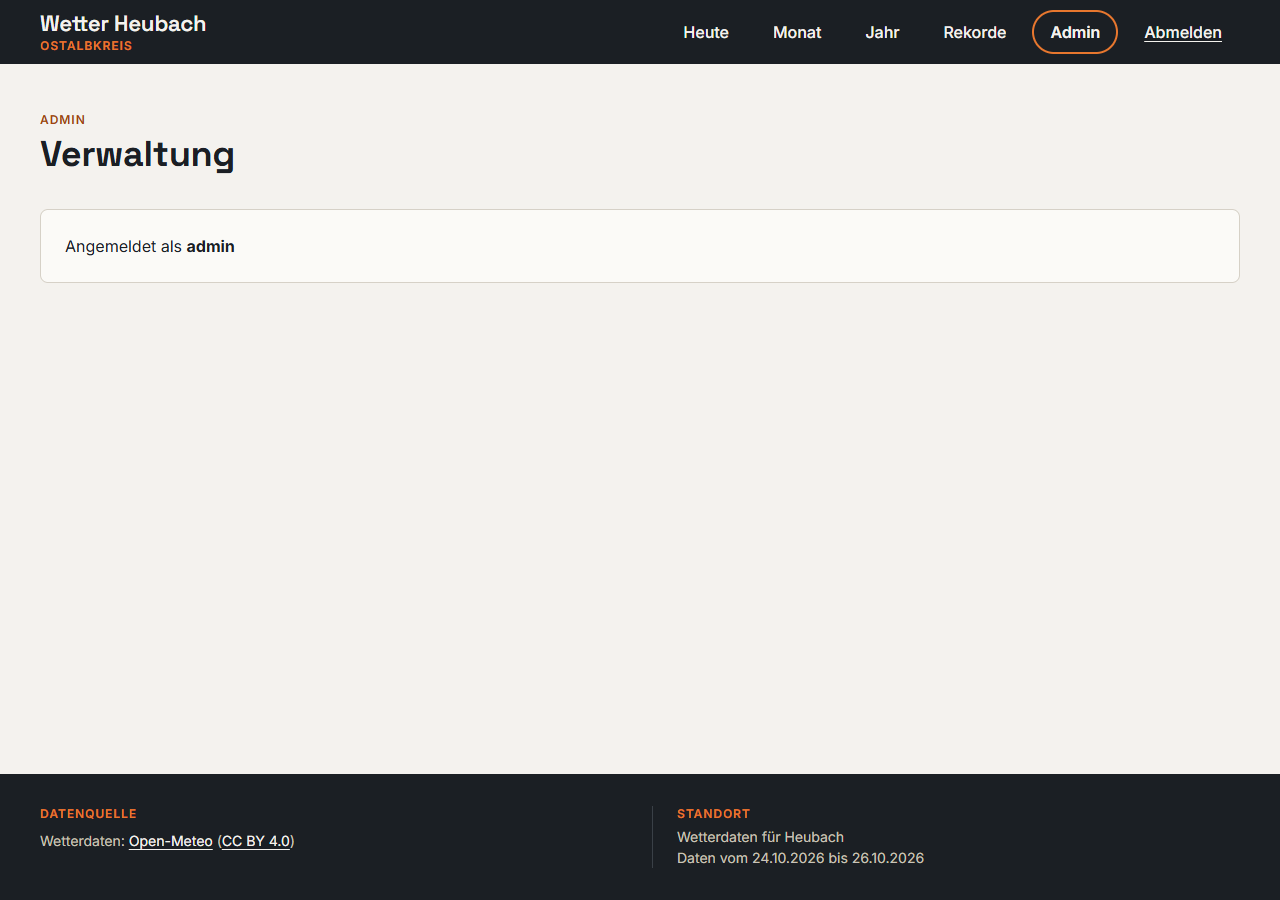 Wetter Heubach
OSTALBKREIS
Heute Monat Jahr Rekorde Admin Abmelden
ADMIN
Verwaltung
Angemeldet als admin
DATENQUELLE
Wetterdaten: Open-Meteo (CC BY 4.0)
STANDORT
Wetterdaten für Heubach
Daten vom 24.10.2026 bis 26.10.2026